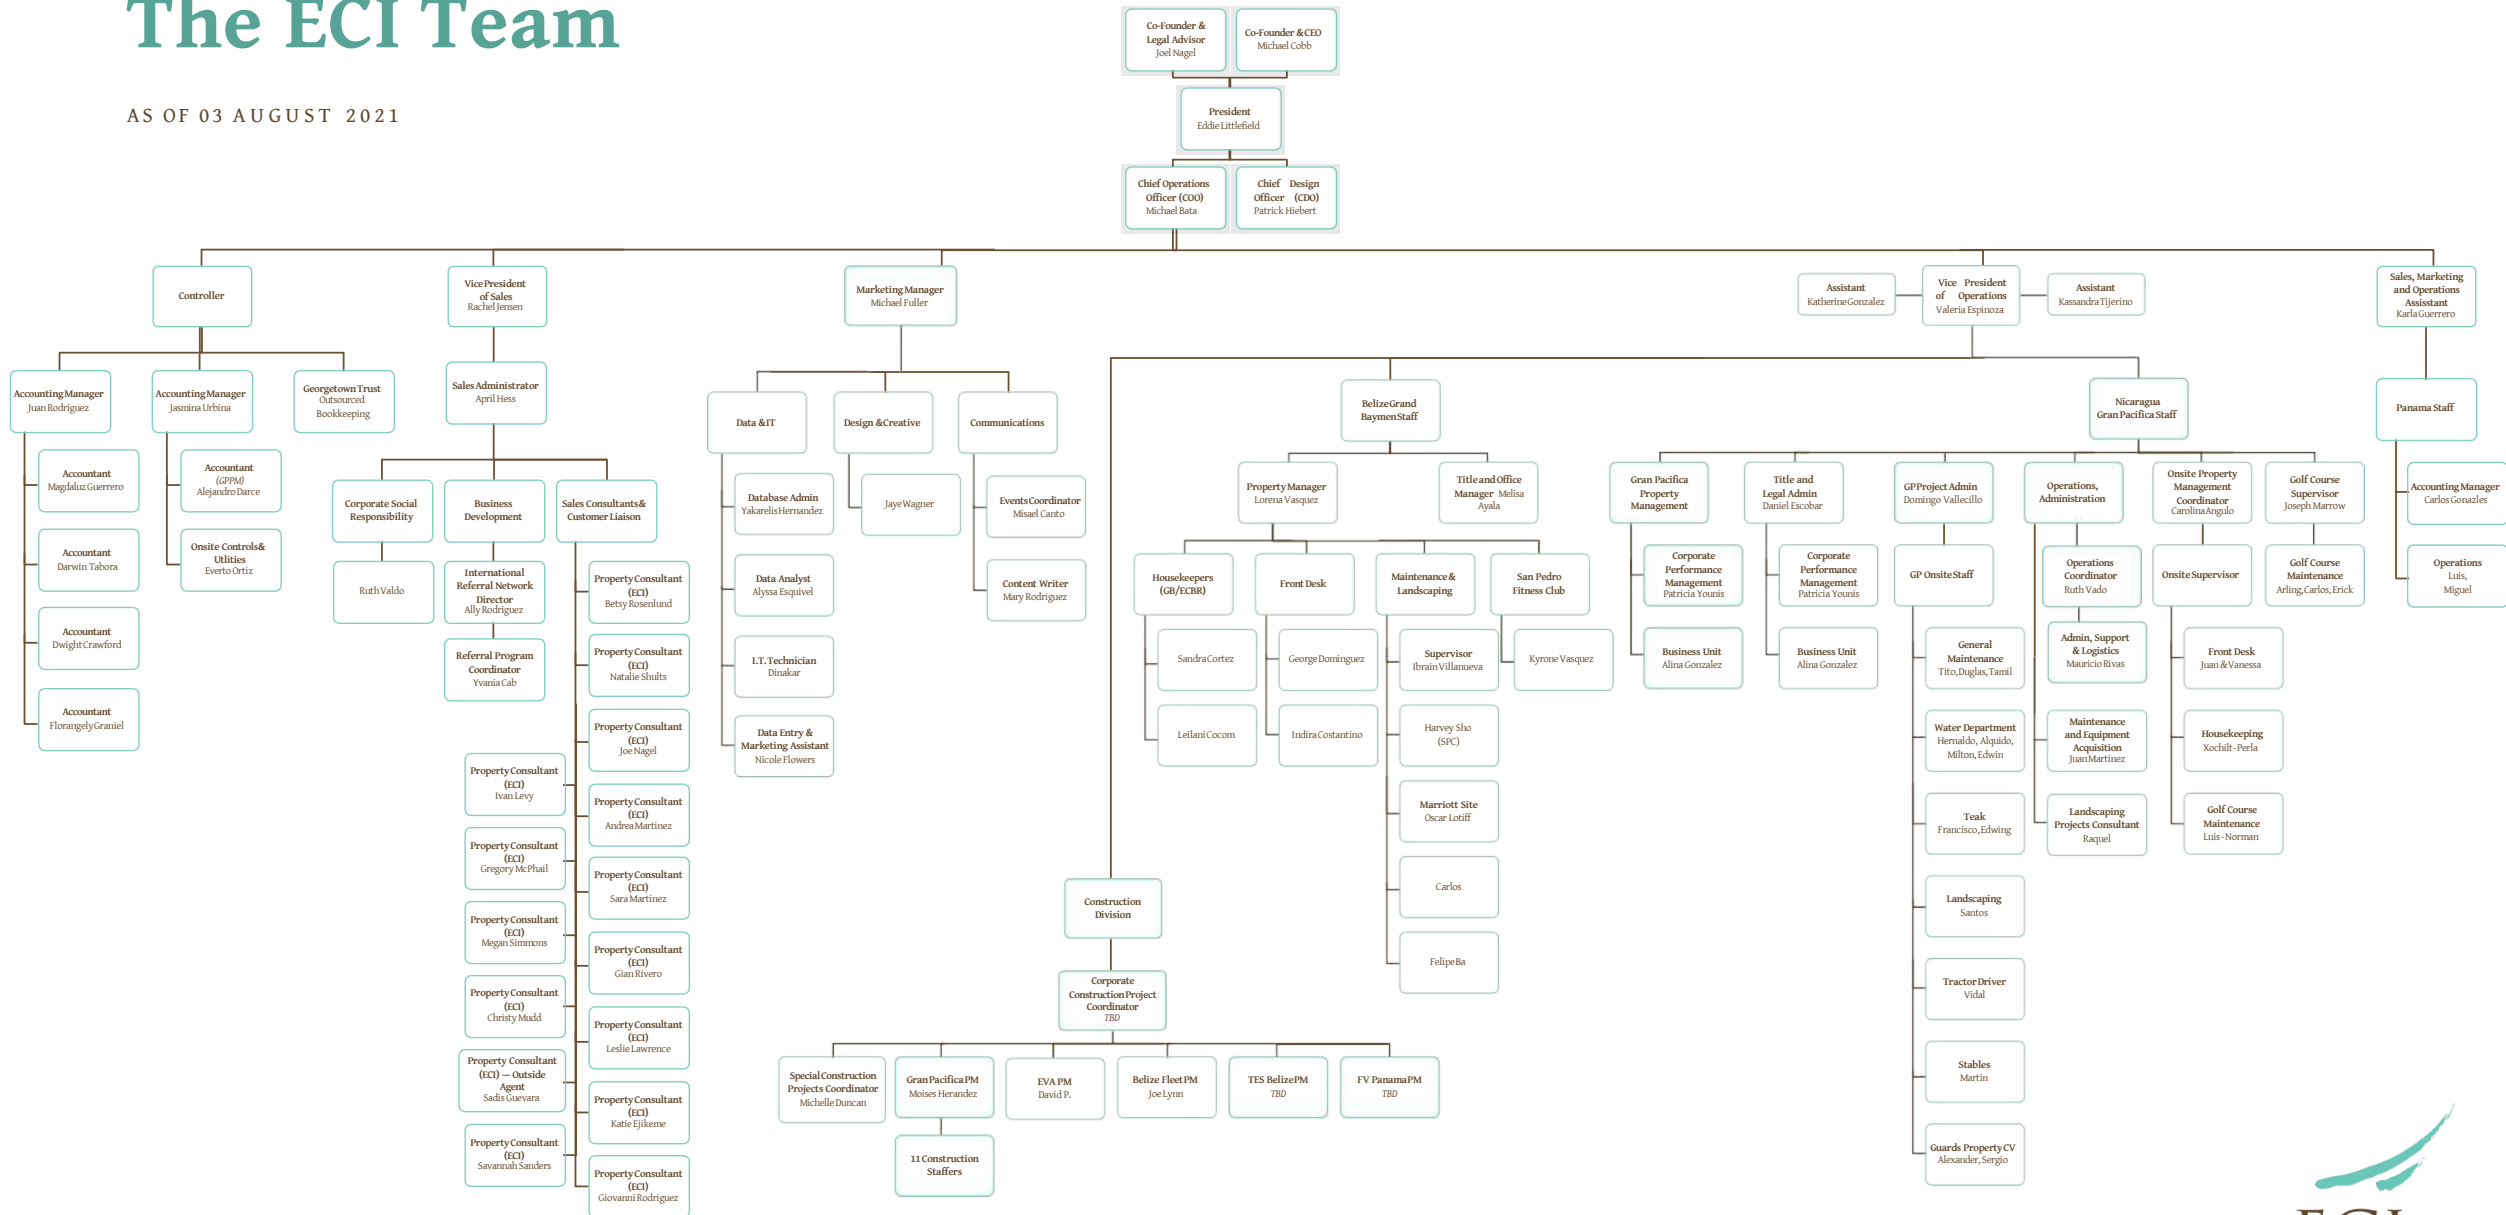 The ECI Team
AS OF 03 AUGUST 2021
Co-Founder &
Legal Advisor
Joel Nagel
Co-Founder & CEO
Michael Cobb
President
Eddie Littlefield
Chief Operations
Officer (COO)
Michael Bata
Chief Design
Officer (CDO)
Patrick Hiebert
Controller
Vice President
of Sales
Rachel Jensen
Marketing Manager
Michael Fuller
Assistant
Katherine Gonzalez
Vice President
of Operations
Valeria Espinoza
Assistant
Kassandra Tijerino
Sales, Marketing
and Operations
Assisstant
Karla Guerrero
Accounting Manager
Juan Rodriguez
Accounting Manager
Jasmina Urbina
Georgetown Trust
Outsourced
Bookkeeping
Accountant
Magdaluz Guerrero
Accountant
Darwin Tabora
Accountant
Dwight Crawford
Accountant
Florangely Graniel
Accountant
(GPPM)
Alejandro Darce
Onsite Controls &
Utlities
Everto Ortiz
Sales Administrator
April Hess
Corporate Social
Responsibility
Ruth Valdo
Business
Development
International
Referral Network
Director
Ally Rodriguez
Referral Program
Coordinator
Yvania Cab
Sales Consultants &
Customer Liaison
Property Consultant
(ECI)
Betsy Rosenlund
Property Consultant
(ECI)
Natalie Shults
Property Consultant
(ECI)
Joe Nagel
Property Consultant
(ECI)
Andrea Martinez
Property Consultant
(ECI)
Sara Martinez
Property Consultant
(ECI)
Gian Rivero
Property Consultant
(ECI)
Leslie Lawrence
Property Consultant
(ECI)
Katie Ejikeme
Property Consultant
(ECI)
Giovanni Rodriguez
Property Consultant
(ECI)
Ivan Levy
Property Consultant
(ECI)
Gregory McPhail
Property Consultant
(ECI)
Megan Simmons
Property Consultant
(ECI)
Christy Mudd
Property Consultant
(ECI) — Outside
Agent
Sadis Guevara
Property Consultant
(ECI)
Savannah Sanders
Data & IT
Database Admin
Yakarelis Hernandez
Data Analyst
Alyssa Esquivel
I.T. Technician
Dinakar
Data Entry &
Marketing Assistant
Nicole Flowers
Design & Creative
Jaye Wagner
Communications
Events Coordinator
Misael Canto
Content Writer
Mary Rodriguez
Belize Grand
Baymen Staff
Property Manager
Lorena Vasquez
Title and Office
Manager Melisa
Ayala
Housekeepers
(GB/ECBR)
Sandra Cortez
Leilani Cocom
Front Desk
George Dominguez
Indira Costantino
Maintenance &
Landscaping
Supervisor
Ibrain Villanueva
Harvey Sho
(SPC)
Marriott Site
Oscar Lotiff
Carlos
Felipe Ba
San Pedro
Fitness Club
Kyrone Vasquez
Construction
Division
Corporate
Construction Project
Coordinator
TBD
Special Construction
Projects Coordinator
Michelle Duncan
Gran Pacifica PM
Moises Herandez
11 Construction
Staffers
EVA PM
David P.
Belize Fleet PM
Joe Lynn
TES Belize PM
TBD
FV Panama PM
TBD
Nicaragua
Gran Pacifica Staff
Gran Pacifica
Property
Management
Corporate
Performance
Management
Patricia Younis
Business Unit
Alina Gonzalez
Title and
Legal Admin
Daniel Escobar
Corporate
Performance
Management
Patricia Younis
Business Unit
Alina Gonzalez
GP Project Admin
Domingo Vallecillo
GP Onsite Staff
General
Maintenance
Tito, Duglas, Tamil
Water Department
Hernaldo, Alquido,
Milton, Edwin
Teak
Francisco, Edwing
Landscaping
Santos
Tractor Driver
Vidal
Stables
Martin
Guards Property CV
Alexander, Sergio
Operations,
Administration
Operations
Coordinator
Ruth Vado
Admin, Support
& Logistics
Mauricio Rivas
Maintenance
and Equipment
Acquisition
Juan Martinez
Landscaping
Projects Consultant
Raquel
Onsite Property
Management
Coordinator
Carolina Angulo
Onsite Supervisor
Front Desk
Juan & Vanessa
Housekeeping
Xochilt-Perla
Golf Course
Maintenance
Luis-Norman
Golf Course
Supervisor
Joseph Marrow
Golf Course
Maintenance
Arling, Carlos, Erick
Panama Staff
Accounting Manager
Carlos Gonazles
Operations
Luis,
Miguel
ECI